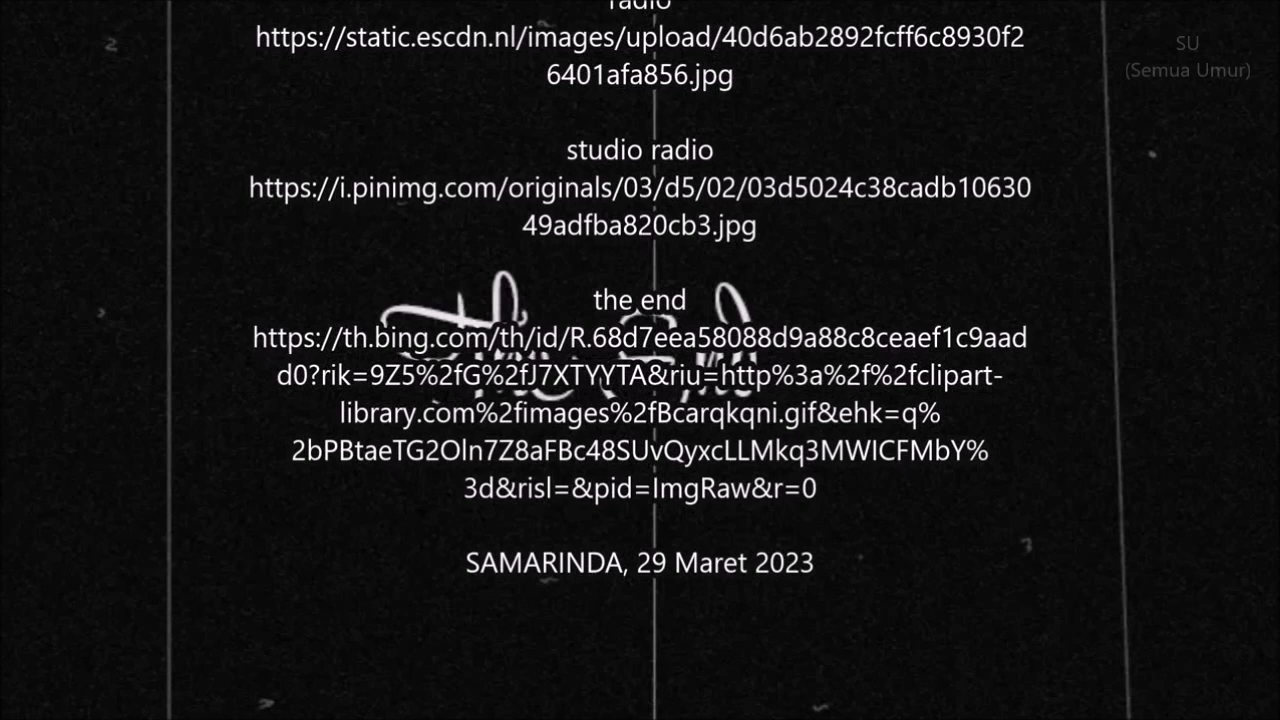 radio
https://static.escdn.nl/images/upload/40d6ab2892fcff6c8930f2
6401afa856.jpg
SU
(Semua Umur)
studio radio
https://i.pinimg.com/originals/03/d5/02/03d5024c38cadb10630
49adfba820cb3.jpg
the end
The End
https://th.bing.com/th/id/R.68d7eea58088d9a88c8ceaef1c9aad
d0?rik=9Z5%2fG%2fJ7XTYYTA&riu=http%3a%2f%2fclipart-
library.com%2fimages%2fBcarqkqni.gif&ehk=q%
2bPBtaeTG2Oln7Z8aFBc48SUvQyxcLLMkq3MWICFMbY%
3d&risl=&pid=ImgRaw&r=0
SAMARINDA, 29 Maret 2023